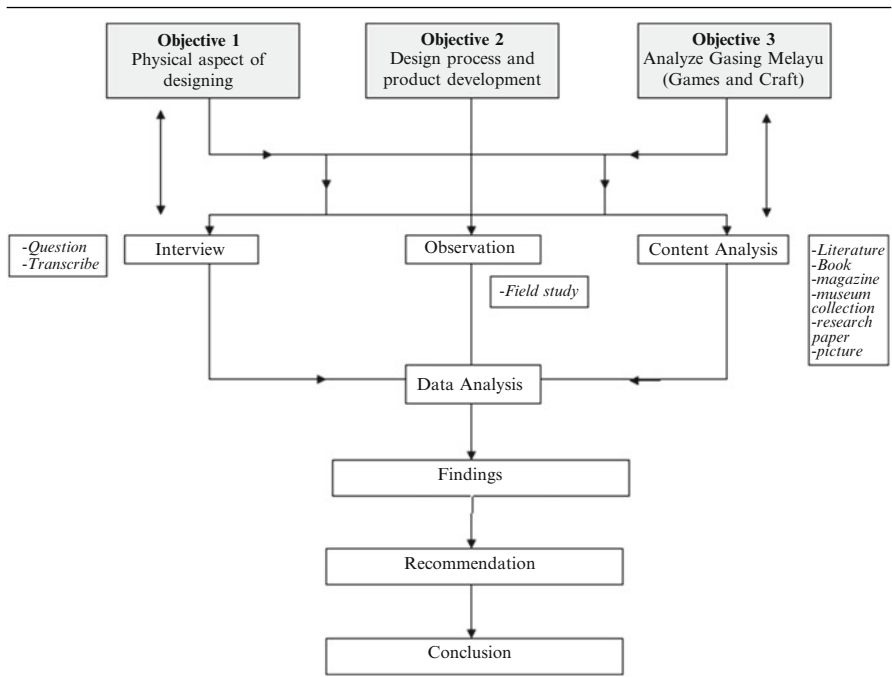 Objective 1
Physical aspect of
designing
Objective 2
Design process and
product development
Objective 3
Analyze Gasing Melayu
(Games and Craft)
-Question
-Transcribe
Interview
Observation
Content Analysis
-Field study
-Literature
-Book
-magazine
-museum
collection
-research
paper
-picture
Data Analysis
Findings
Recommendation
Conclusion